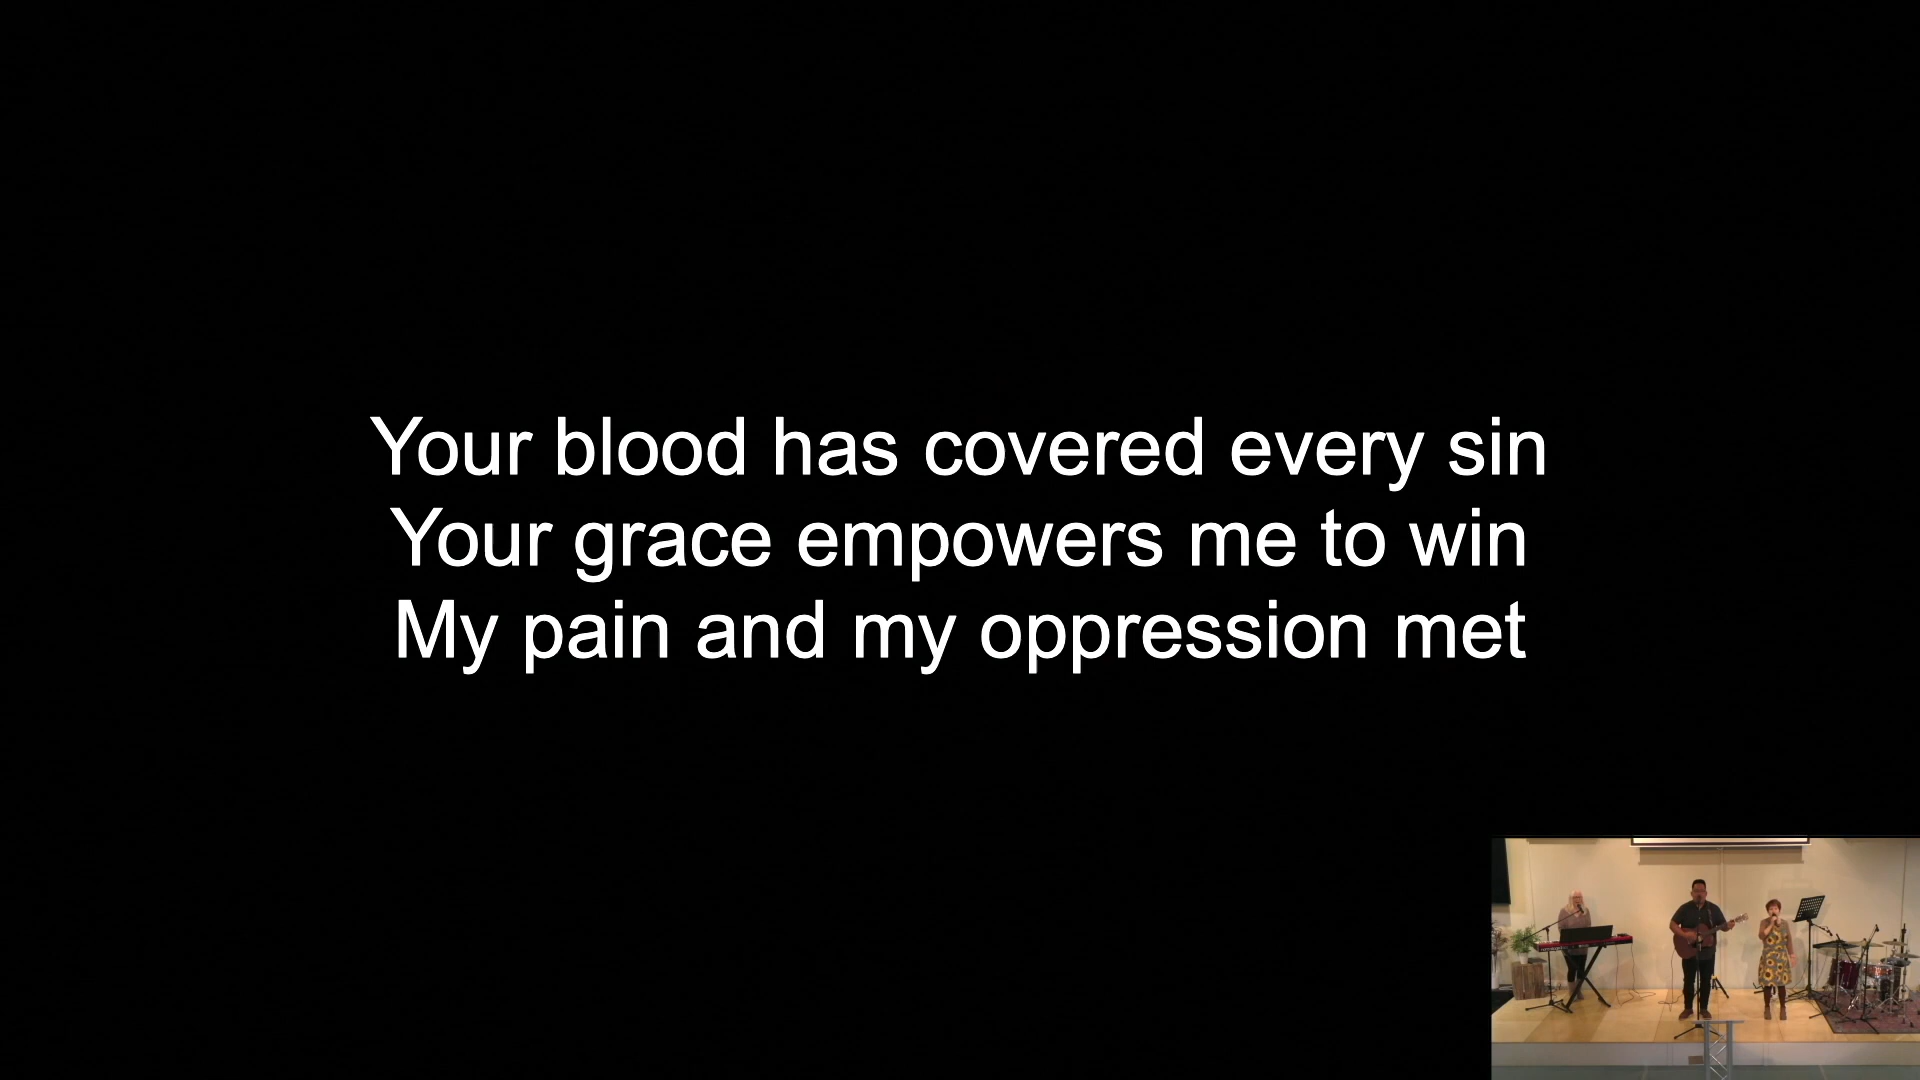 Your blood has covered every sin
Your grace empowers me to win
My pain and my oppression met